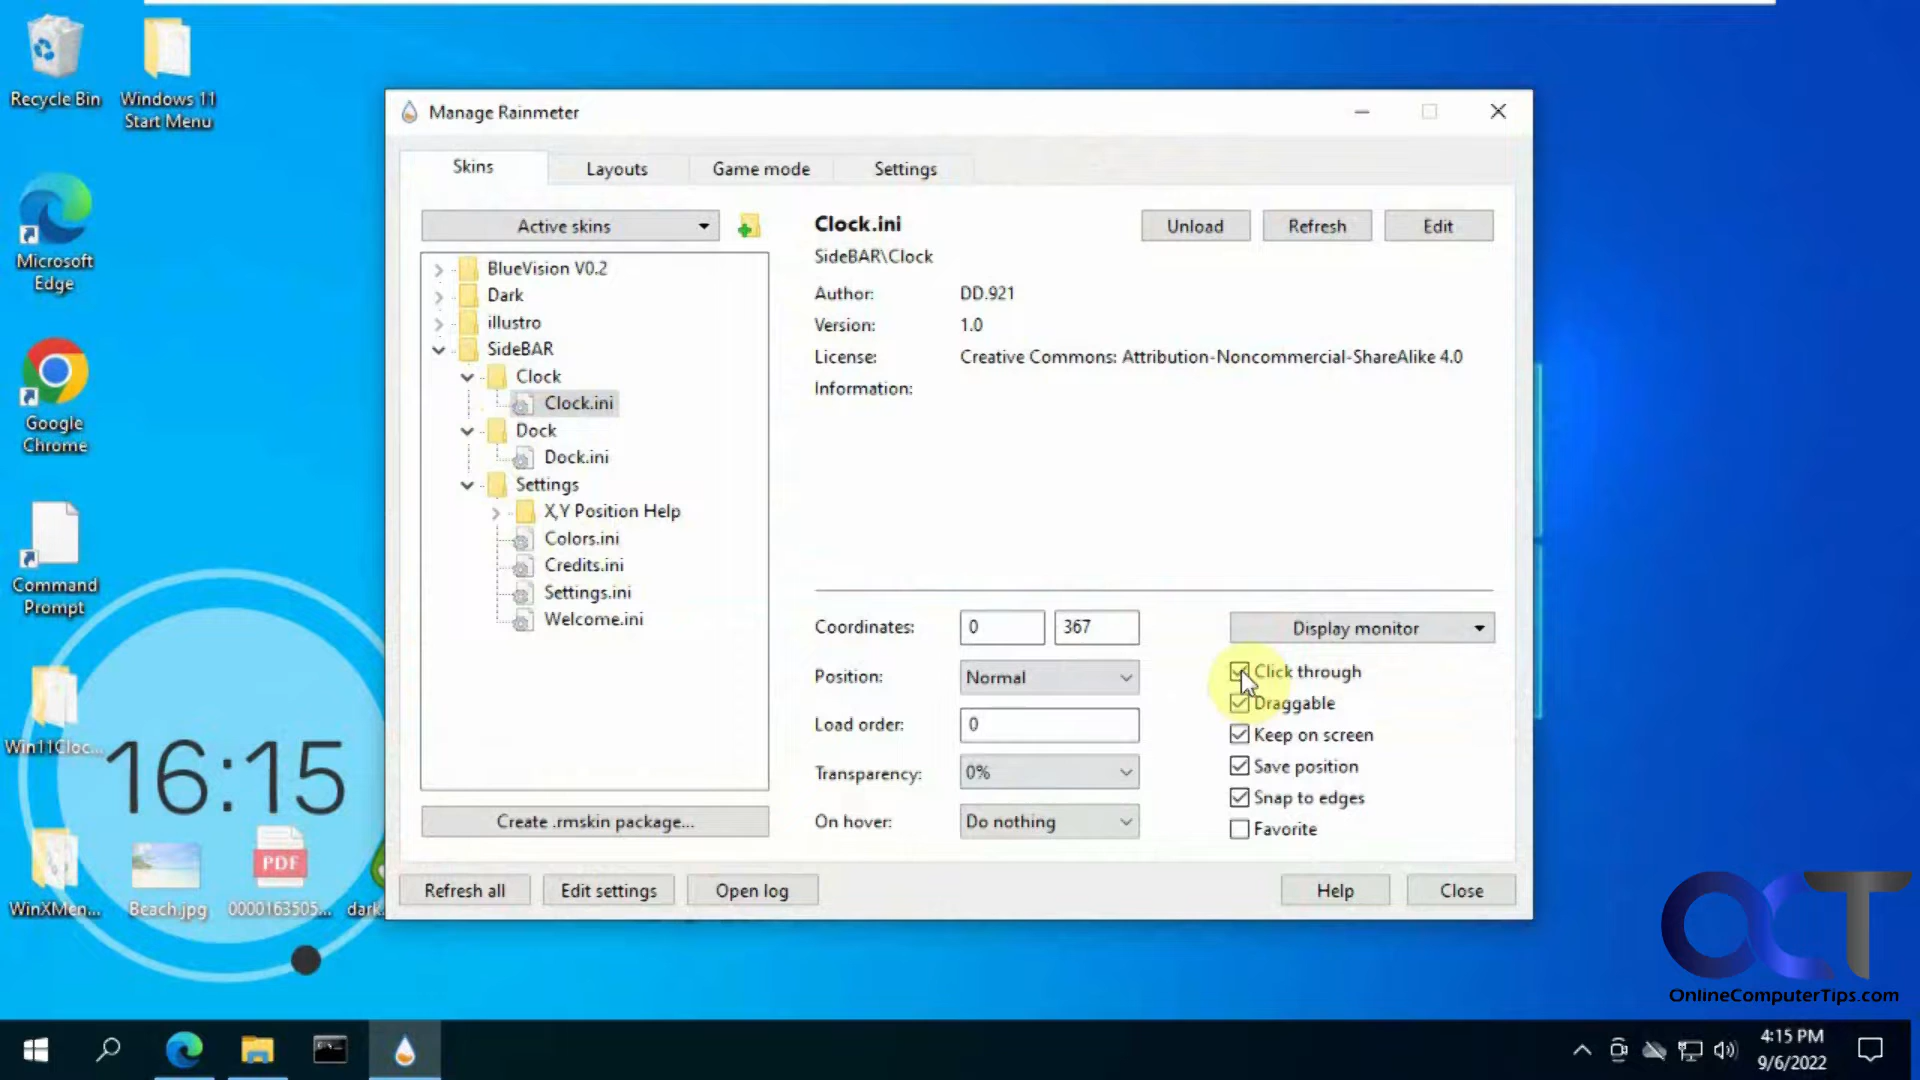 Recycle Bin
Windows 11
Start Menu
Microsoft
Edge
Google
Chrome
Command
Prompt
Win11Cloc...
WinXMen...
Beach.jpg
PDF
0000163505...
dark.
16:15
Manage Rainmeter
Skins
Layouts
Game mode
Settings
Active skins
BlueVision V0.2
Dark
illustro
SideBAR
Clock
Clock.ini
Dock
Dock.ini
Settings
X,Y Position Help
Colors.ini
Credits.ini
Settings.ini
Welcome.ini
Create .rmskin package...
Clock.ini
Unload
Refresh
Edit
SideBAR\Clock
Author: DD.921
Version: 1.0
License: Creative Commons: Attribution-Noncommercial-ShareAlike 4.0
Information:
Coordinates: 0 367
Position: Normal
Load order: 0
Transparency: 0%
On hover: Do nothing
Display monitor
Click through
Draggable
Keep on screen
Save position
Snap to edges
Favorite
Refresh all
Edit settings
Open log
Help
Close
OCT
OnlineComputerTips.com
4:15 PM
9/6/2022